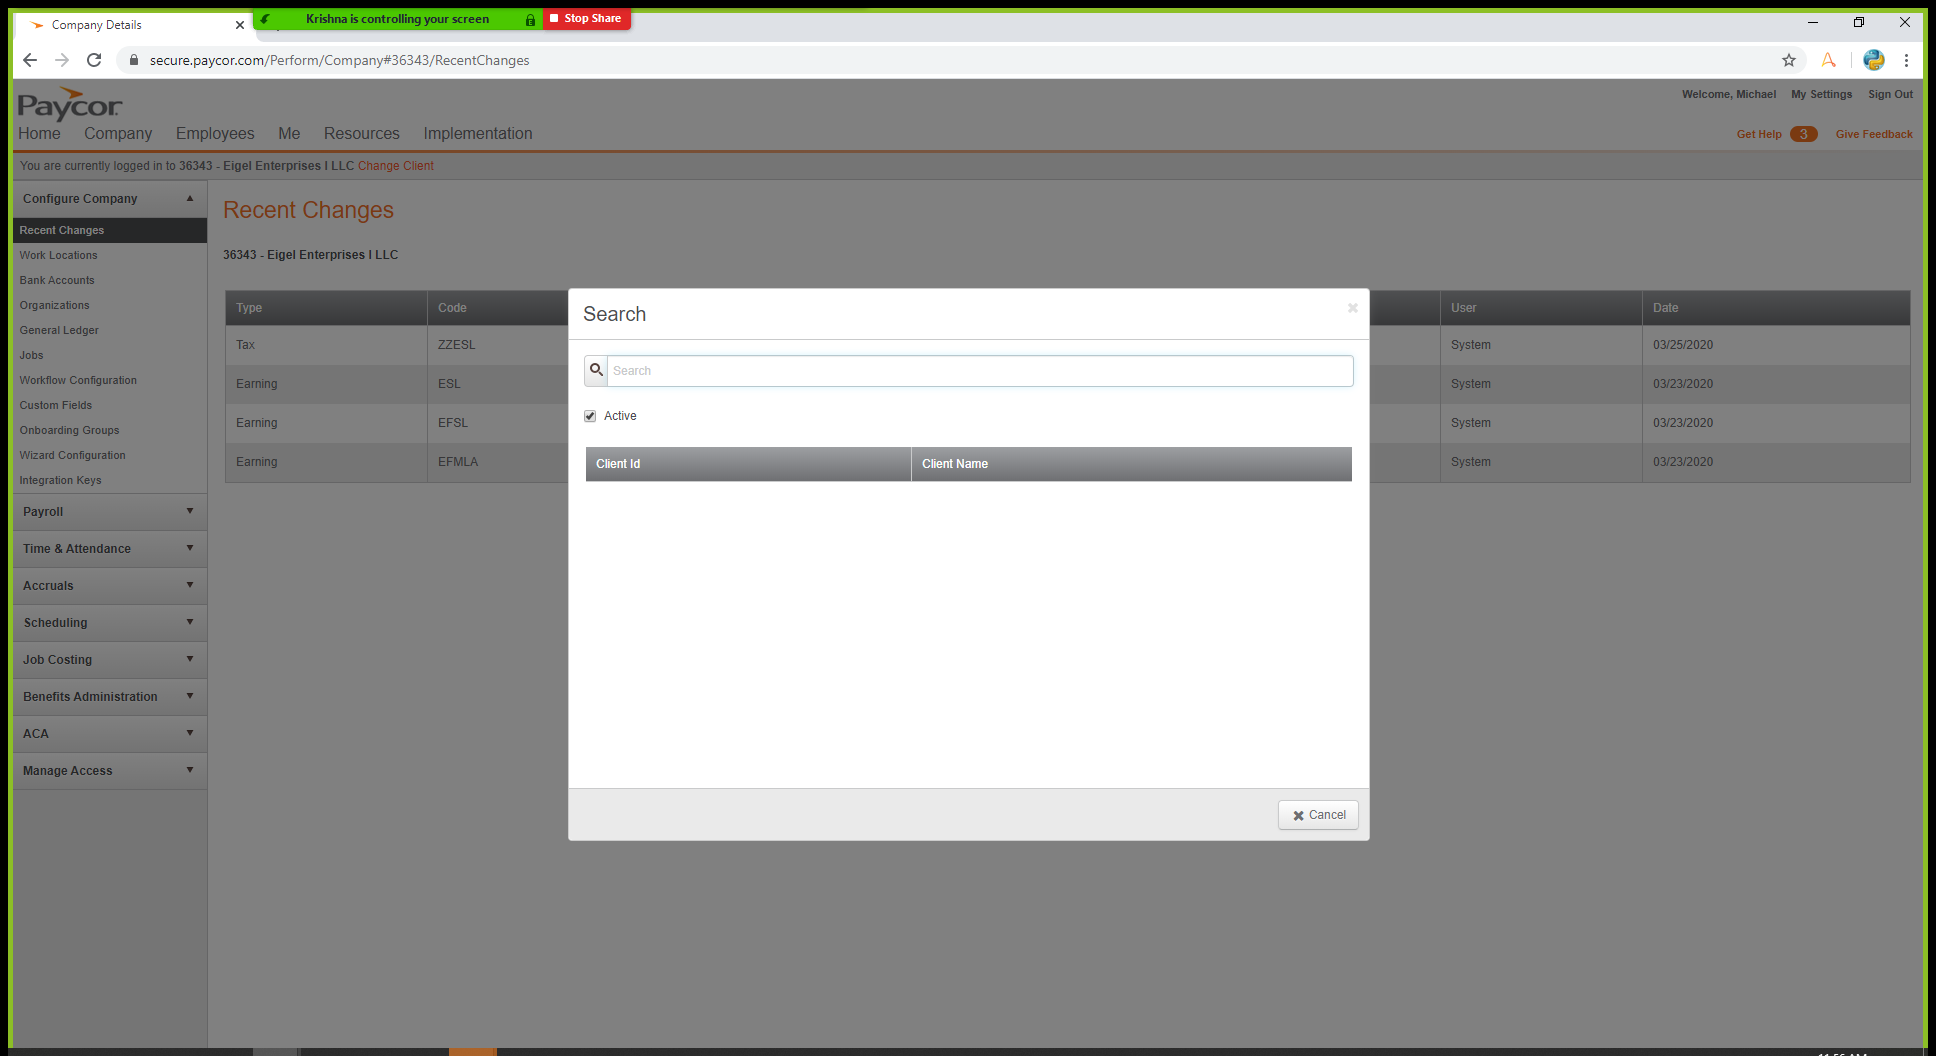 Company Details
Krishna is controlling your screen
Stop Share
secure.paycor.com/Perform/Company#36343/RecentChanges
Paycor
Welcome, Michael My Settings Sign Out
Home Company Employees Me Resources Implementation
Get Help 3 Give Feedback
You are currently logged in to 36343 - Eigel Enterprises I LLC Change Client
Configure Company
Recent Changes
Work Locations
Bank Accounts
Organizations
General Ledger
Jobs
Workflow Configuration
Custom Fields
Onboarding Groups
Wizard Configuration
Integration Keys
Payroll
Time & Attendance
Accruals
Scheduling
Job Costing
Benefits Administration
ACA
Manage Access
Recent Changes
36343 - Eigel Enterprises I LLC
Type Code User Date
Tax ZZESL System 03/25/2020
Earning ESL System 03/23/2020
Earning EFSL System 03/23/2020
Earning EFMLA System 03/23/2020
Search
Search
Active
Client Id Client Name
Cancel